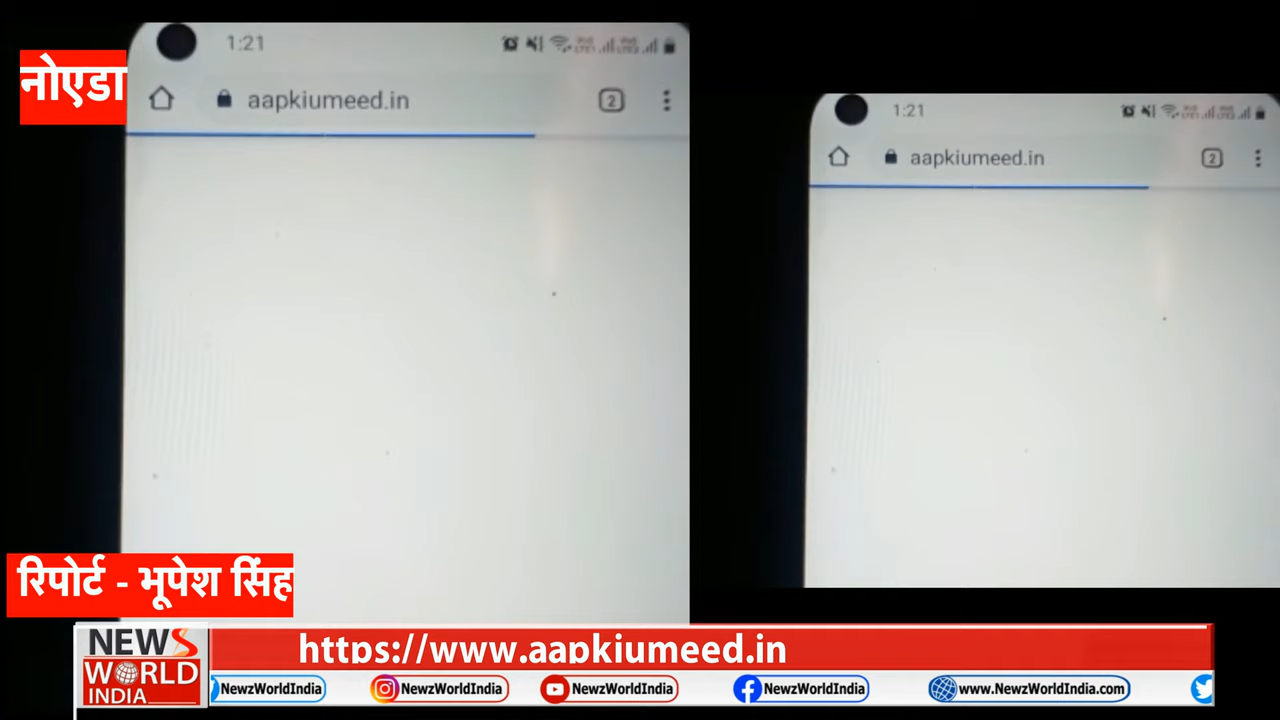 नोएडा
1:21
aapkiumeed.in
2
1:21
aapkiumeed.in
2
रिपोर्ट - भूपेश सिंह
https://www.aapkiumeed.in
NEWS
WORLD
INDIA
NewzWorldIndia
NewzWorldIndia
NewzWorldIndia
NewzWorldIndia
www.NewzWorldIndia.com